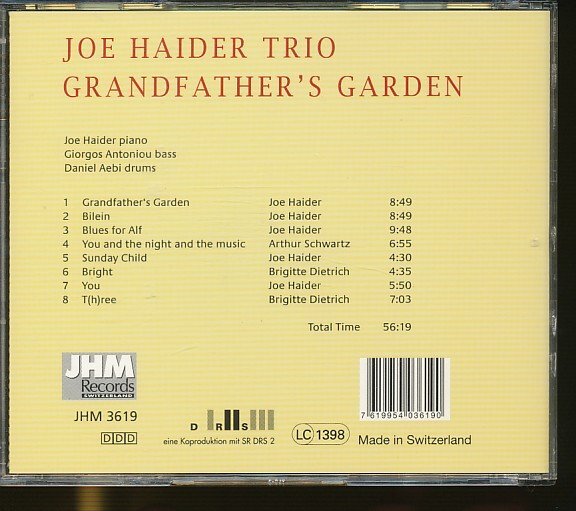 JOE HAIDER TRIO
GRANDFATHER'S GARDEN
Joe Haider piano
Giorgos Antoniou bass
Daniel Aebi drums
1 Grandfather's Garden Joe Haider 8:49
2 Bilein Joe Haider 8:49
3 Blues for Alf Joe Haider 9:48
4 You and the night and the music Arthur Schwartz 6:55
5 Sunday Child Joe Haider 4:30
6 Bright Brigitte Dietrich 4:35
7 You Joe Haider 5:50
8 T(h)ree Brigitte Dietrich 7:03
Total Time 56:19
JHM
Records
SWITZERLAND
JHM 3619
DDD
D R S
eine Koproduktion mit SR DRS 2
LC 1398
7 619954 036190
Made in Switzerland